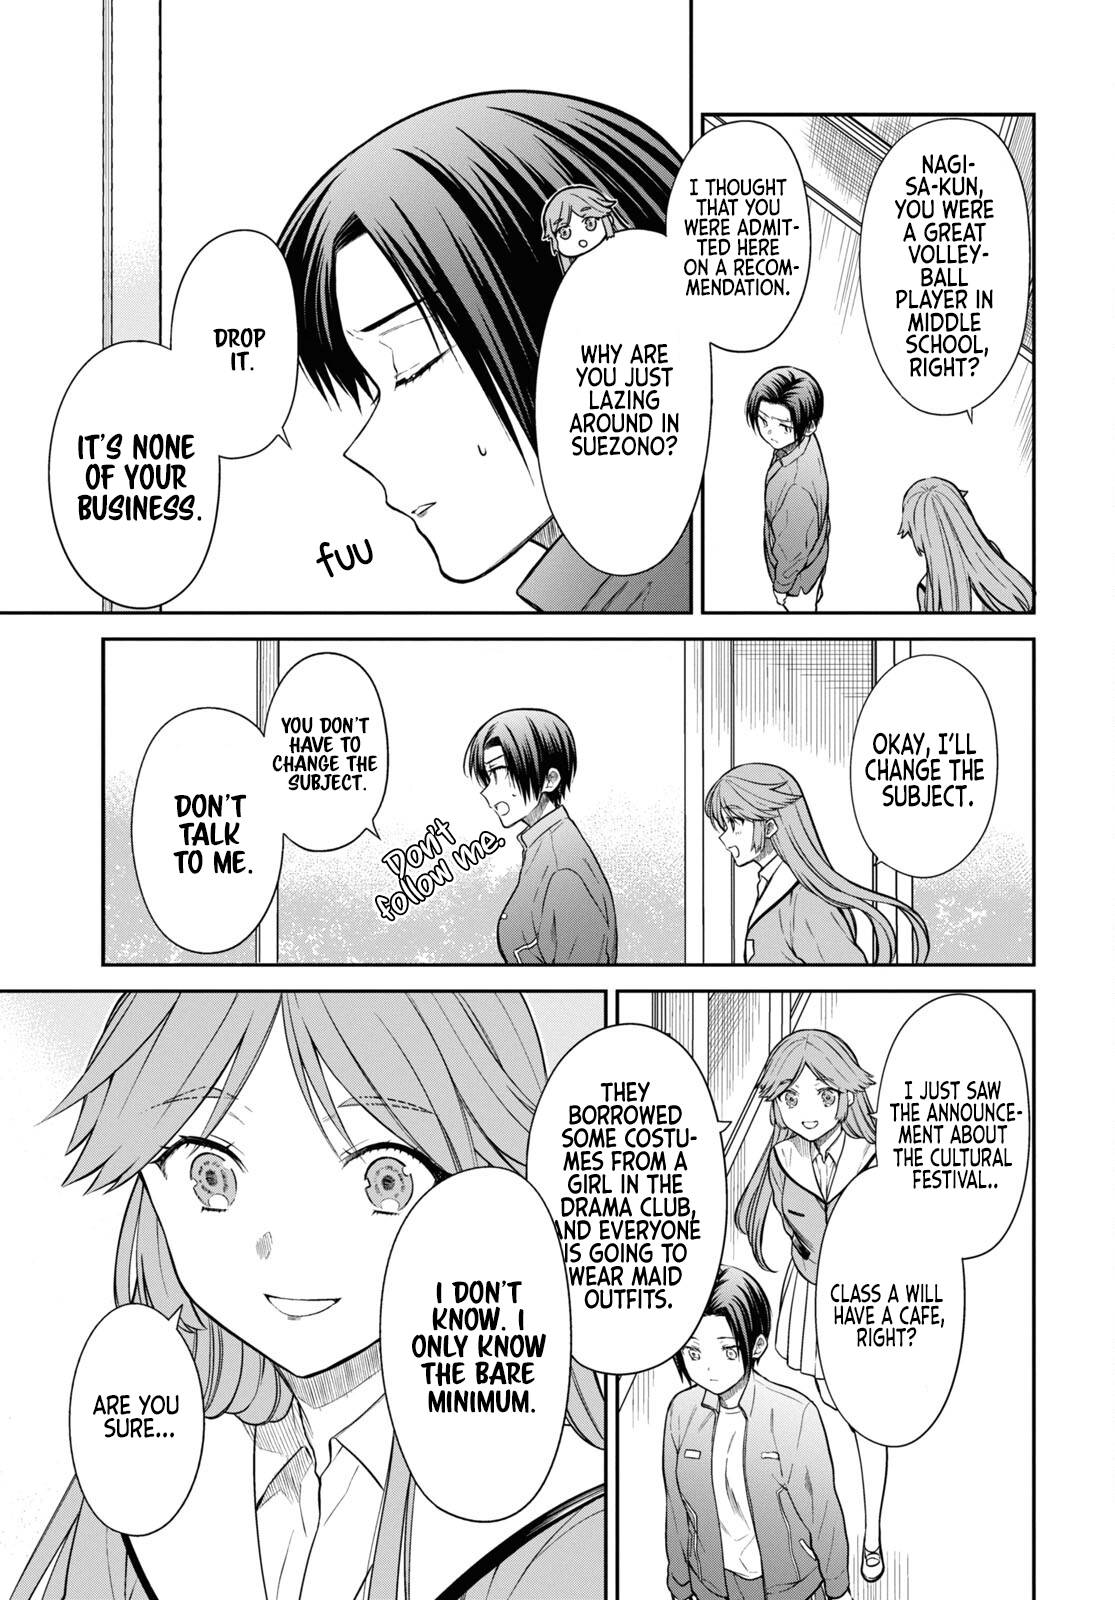 NAGI-
SA-KUN,
YOU WERE
A GREAT
VOLLEY-
BALL
PLAYER IN
MIDDLE
SCHOOL,
RIGHT?
I THOUGHT
THAT YOU
WERE ADMIT-
TED HERE
ON A RECOM-
MENDATION.
WHY ARE
YOU JUST
LAZING
AROUND IN
SUEZONO?
DROP
IT.
IT'S NONE
OF YOUR
BUSINESS.
fuu
OKAY, I'LL
CHANGE THE
SUBJECT.
YOU DON'T
HAVE TO
CHANGE THE
SUBJECT.
DON'T
TALK
TO ME.
Don't
follow me.
I JUST SAW
THE ANNOUNCE-
MENT ABOUT
THE CULTURAL
FESTIVAL..
CLASS A WILL
HAVE A CAFE,
RIGHT?
THEY
BORROWED
SOME COSTU-
MES FROM A
GIRL IN THE
DRAMA CLUB,
AND EVERYONE
IS GOING TO
WEAR MAID
OUTFITS.
I DON'T
KNOW. I
ONLY KNOW
THE BARE
MINIMUM.
ARE YOU
SURE...